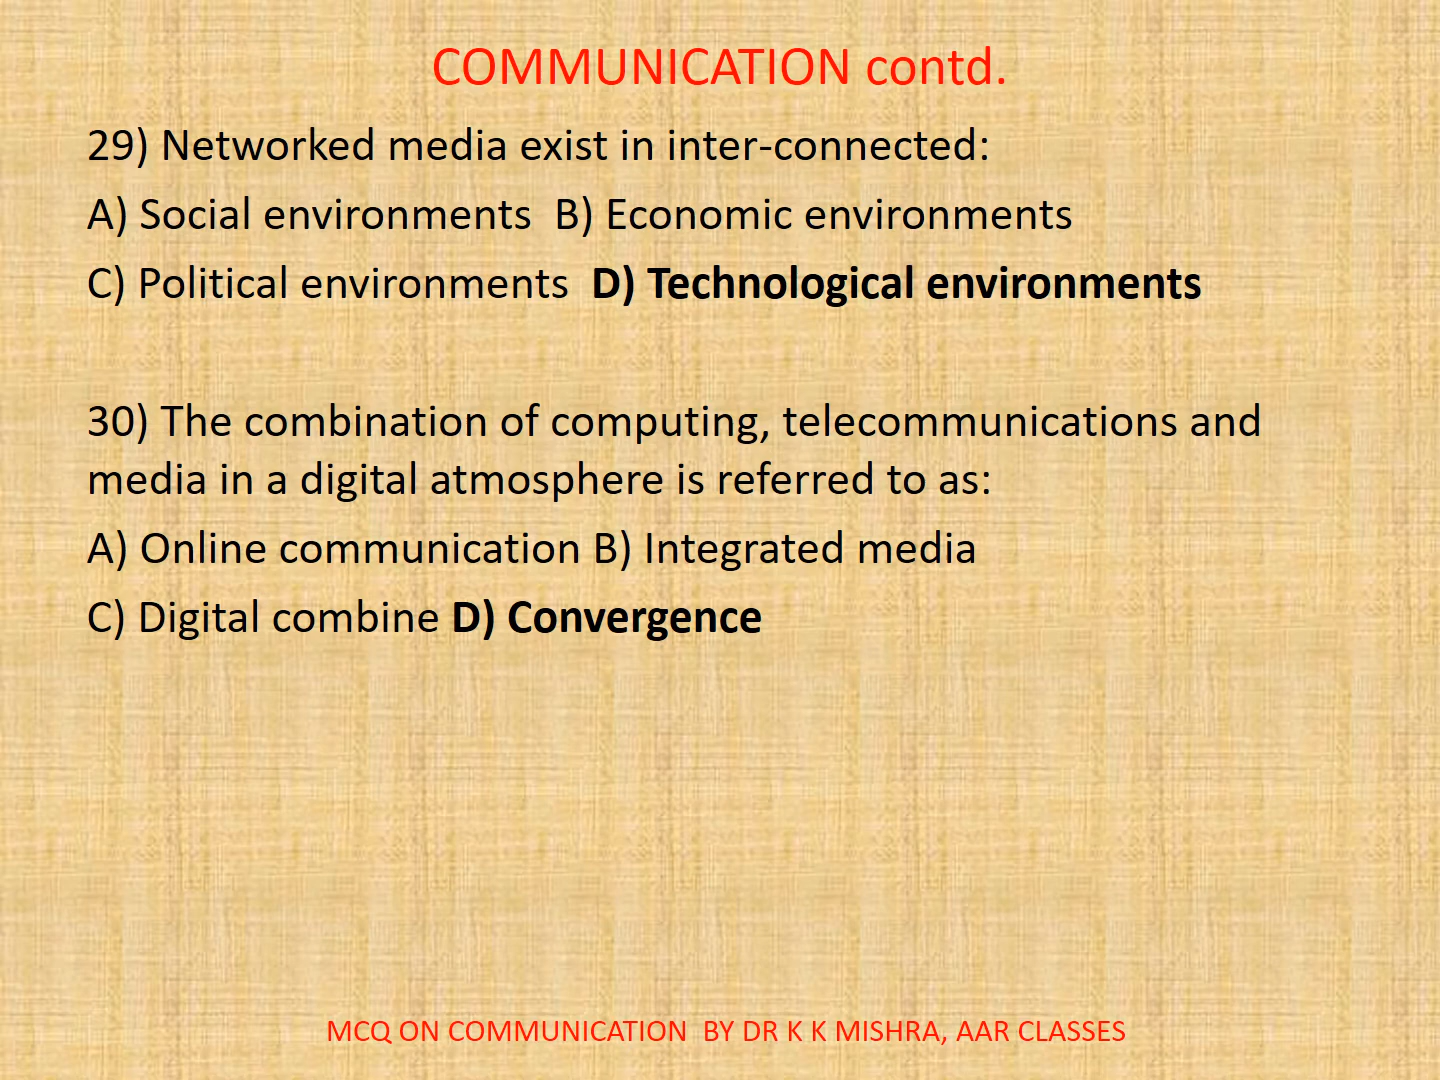 COMMUNICATION contd.
29) Networked media exist in inter-connected:
A) Social environments  B) Economic environments
C) Political environments  D) Technological environments
30) The combination of computing, telecommunications and
media in a digital atmosphere is referred to as:
A) Online communication B) Integrated media
C) Digital combine D) Convergence
MCQ ON COMMUNICATION  BY DR K K MISHRA, AAR CLASSES